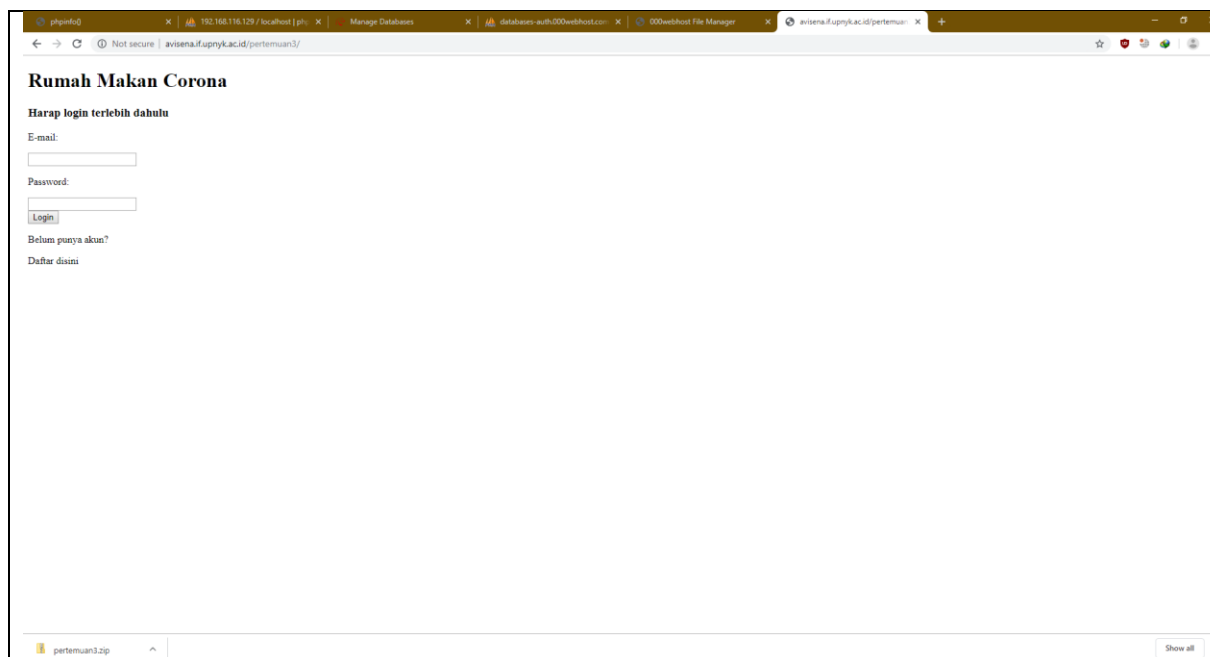 phpinfo()
192.168.116.129 / localhost | php
Manage Databases
databases-auth.000webhost.com
000webhost File Manager
avisena.if.upnyk.ac.id/pertemuan
Not secure | avisena.if.upnyk.ac.id/pertemuan3/
Rumah Makan Corona
Harap login terlebih dahulu
E-mail:
Password:
Login
Belum punya akun?
Daftar disini
pertemuan3.zip
Show all